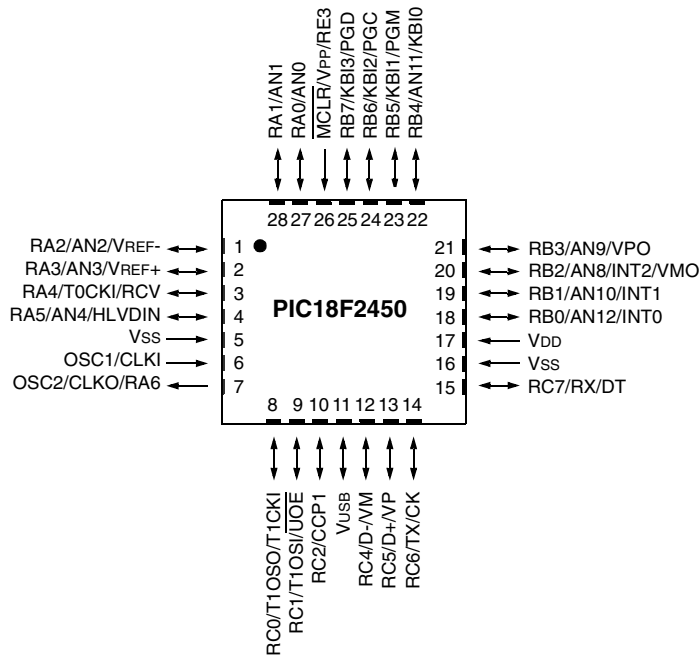 RA1/AN1
RA0/AN0
MCLR/VPP/RE3
RB7/KBI3/PGD
RB6/KBI2/PGC
RB5/KBI1/PGM
RB4/AN11/KBI0
28 27 26 25 24 23 22
RA2/AN2/VREF-
RA3/AN3/VREF+
RA4/T0CKI/RCV
RA5/AN4/HLVDIN
VSS
OSC1/CLKI
OSC2/CLKO/RA6
1
2
3
4
5
6
7
PIC18F2450
21
20
19
18
17
16
15
RB3/AN9/VPO
RB2/AN8/INT2/VMO
RB1/AN10/INT1
RB0/AN12/INT0
VDD
VSS
RC7/RX/DT
8 9 10 11 12 13 14
RC0/T1OSO/T1CKI
RC1/T1OSI/UOE
RC2/CCP1
VUSB
RC4/D-/VM
RC5/D+/VP
RC6/TX/CK